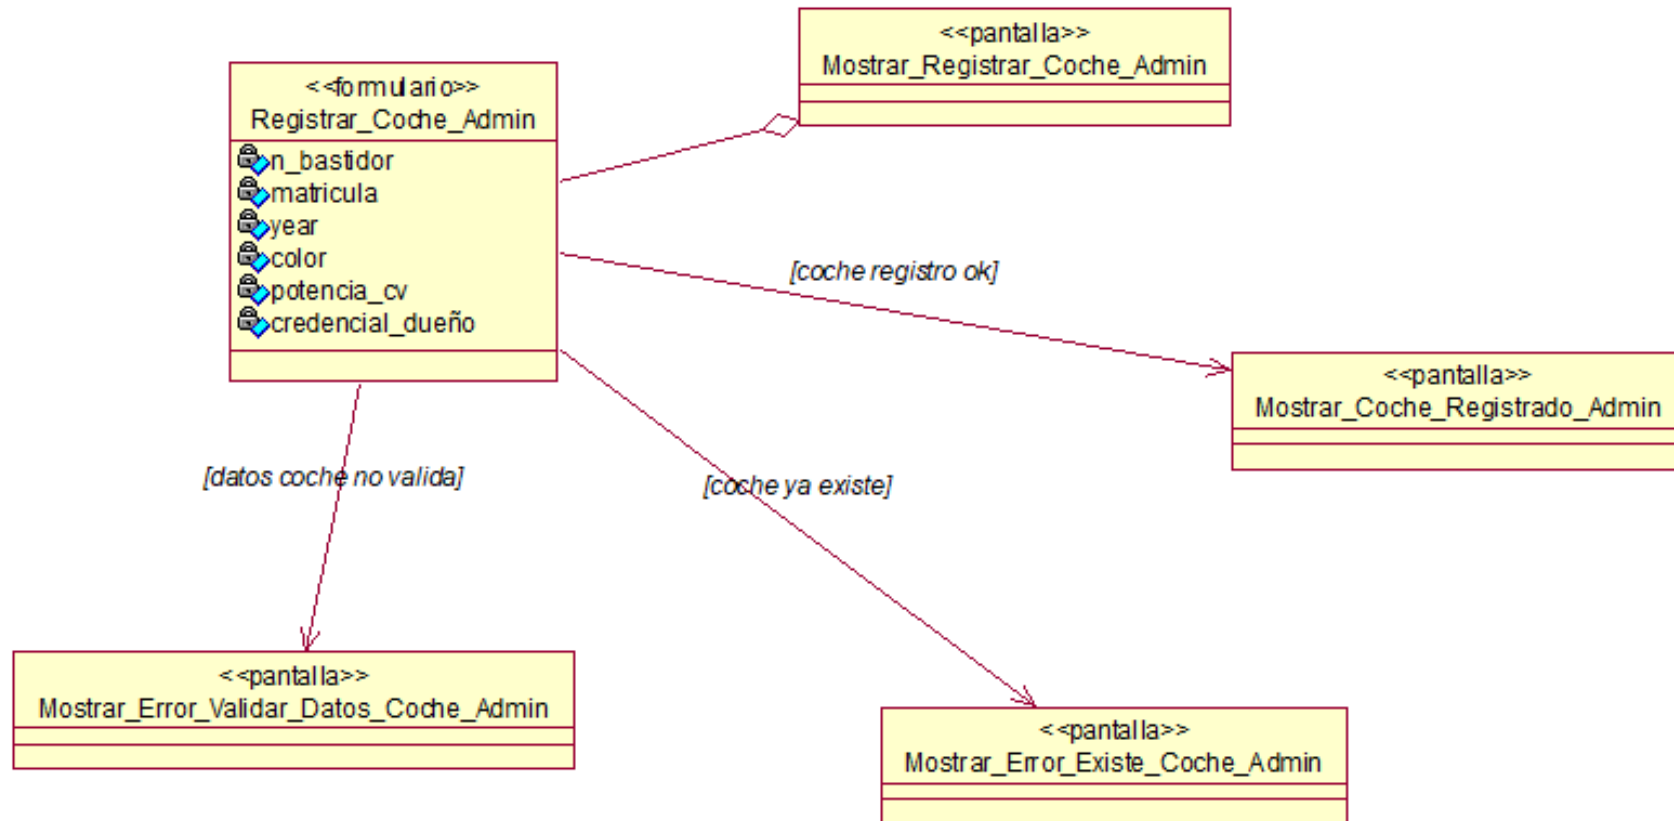 <<pantalla>>
Mostrar_Registrar_Coche_Admin
<<formulario>>
Registrar_Coche_Admin
n_bastidor
matricula
year
color
potencia_cv
credencial_dueño
[coche registro ok]
<<pantalla>>
Mostrar_Coche_Registrado_Admin
[datos coche no valida]
[coche ya existe]
<<pantalla>>
Mostrar_Error_Validar_Datos_Coche_Admin
<<pantalla>>
Mostrar_Error_Existe_Coche_Admin